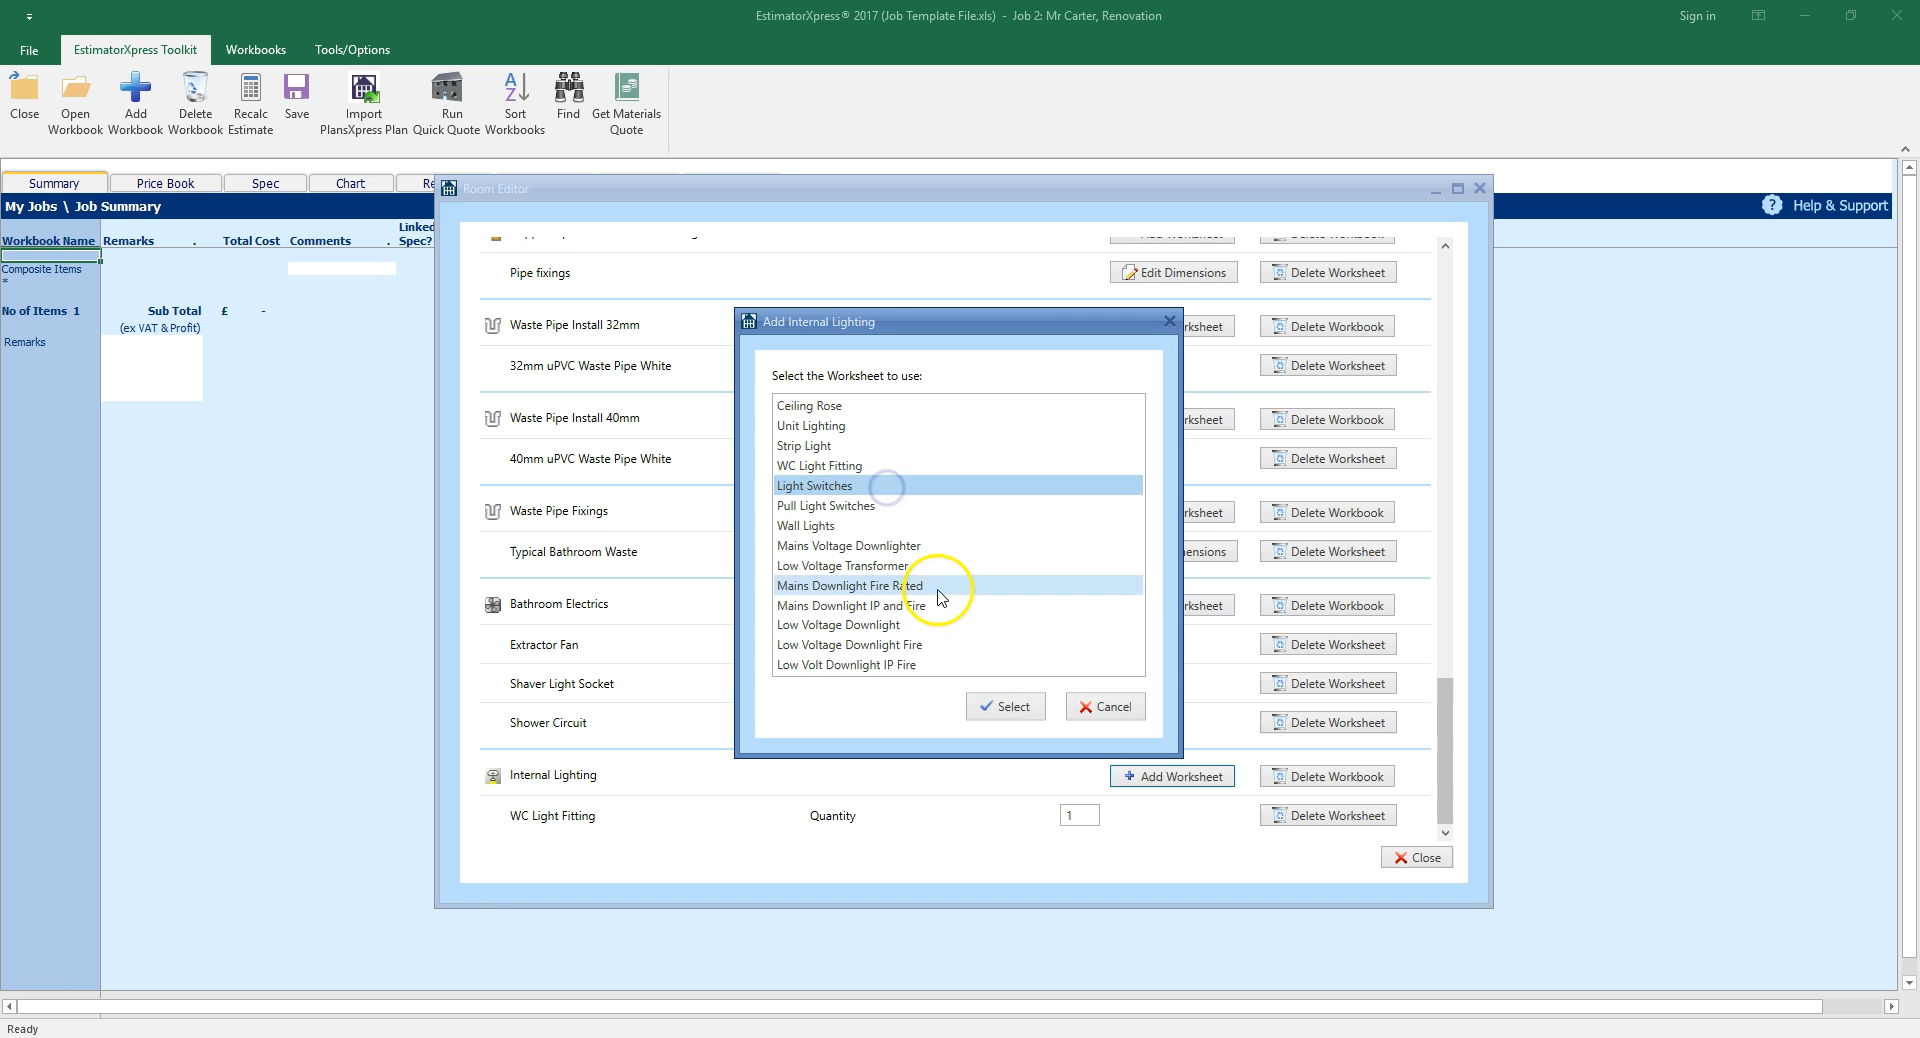 EstimatorXpress® 2017 (Job Template File.xls) - Job 2: Mr Carter, Renovation
Sign in
File
EstimatorXpress Toolkit
Workbooks
Tools/Options
Close
Open Workbook
Add Workbook
Delete Workbook
Recalc Estimate
Save
Import PlansXpress Plan
Run Quick Quote
Sort Workbooks
Find
Get Materials Quote
Summary
Price Book
Spec
Chart
My Jobs \ Job Summary
Help & Support
Workbook Name
Remarks .
Total Cost
Comments .
Linked Spec?
Composite Items
*
No of Items 1
Sub Total £ -
(ex VAT & Profit)
Remarks
Room Editor
Pipe fixings
Edit Dimensions
Delete Worksheet
Waste Pipe Install 32mm
Delete Workbook
32mm uPVC Waste Pipe White
Delete Worksheet
Waste Pipe Install 40mm
Delete Workbook
40mm uPVC Waste Pipe White
Delete Worksheet
Waste Pipe Fixings
Delete Workbook
Typical Bathroom Waste
Delete Worksheet
Bathroom Electrics
Delete Workbook
Extractor Fan
Delete Worksheet
Shaver Light Socket
Delete Worksheet
Shower Circuit
Delete Worksheet
Internal Lighting
Add Worksheet
Delete Workbook
WC Light Fitting
Quantity
1
Delete Worksheet
Close
Add Internal Lighting
Select the Worksheet to use:
Ceiling Rose
Unit Lighting
Strip Light
WC Light Fitting
Light Switches
Pull Light Switches
Wall Lights
Mains Voltage Downlighter
Low Voltage Transformer
Mains Downlight Fire Rated
Mains Downlight IP and Fire
Low Voltage Downlight
Low Voltage Downlight Fire
Low Volt Downlight IP Fire
Select
Cancel
Ready